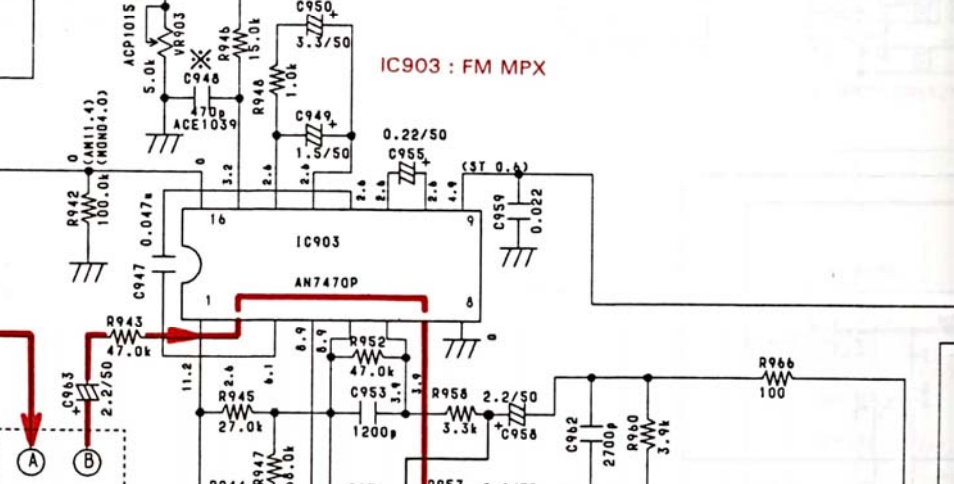 C950
+
3.3/50
ACP1015
VR903
5.0k
R946
15.0k
※
C948
470p
ACE1039
R948
1.0k
IC903 : FM MPX
C949
+
1.5/50
0.22/50
C955
+
0
(AM11.4)
(MONO4.0)
R942
100.0k
0
3.2
2.6
2.6
2.6
2.6
2.6
4.9
(ST 0.6)
C959
0.022
0.047
C947
16
9
IC903
AN7470P
1
8
R943
47.0k
0
C963
+
2.2/50
11.2
2.6
6.1
R952
47.0k
3.9
3.9
R945
27.0k
C953
1200p
R958
3.3k
2.2/50
+
C958
R966
100
C962
2700p
R960
3.9k
A
B
R947